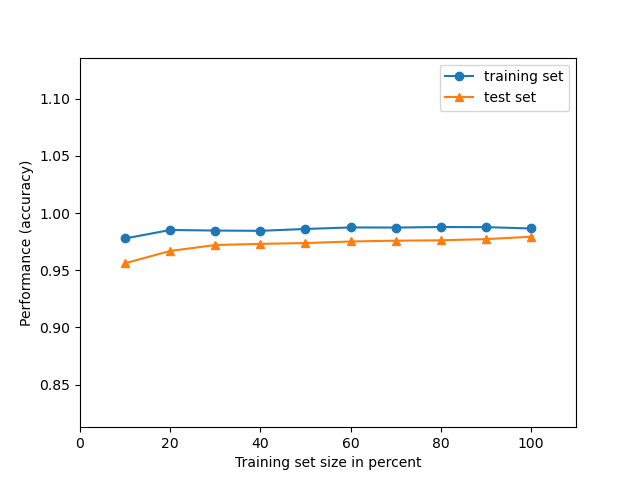 training set
test set
1.10
1.05
1.00
0.95
0.90
0.85
Performance (accuracy)
0 20 40 60 80 100
Training set size in percent